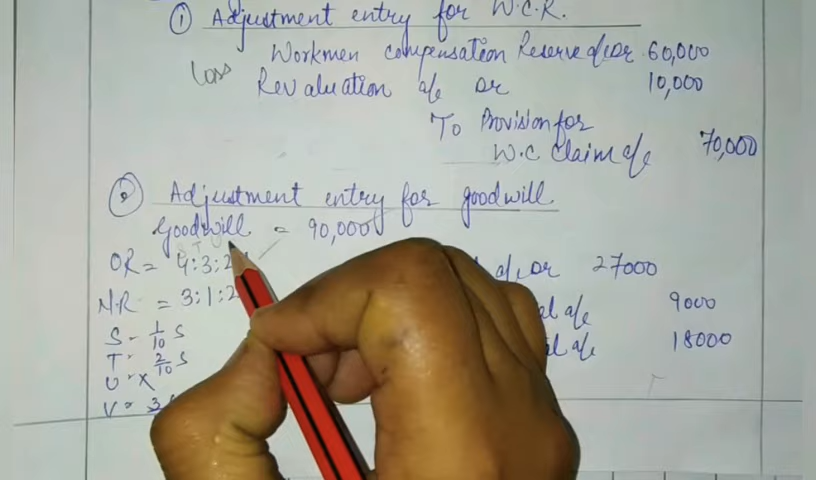 ① Adjustment entry for W.C.R.
Workmen compensation Reserve a/c Dr 60,000
Loss Revaluation a/c Dr 10,000
To Provision for
W.C claim a/c 70,000
② Adjustment entry for goodwill
Goodwill = 90,000
S T U
OR = 4:3:2 a/c Dr 27000
N.R = 3:1:2 a/c 9000
S - 1/10 S a/c 18000
T - 2/10 S
U - X
V - 3